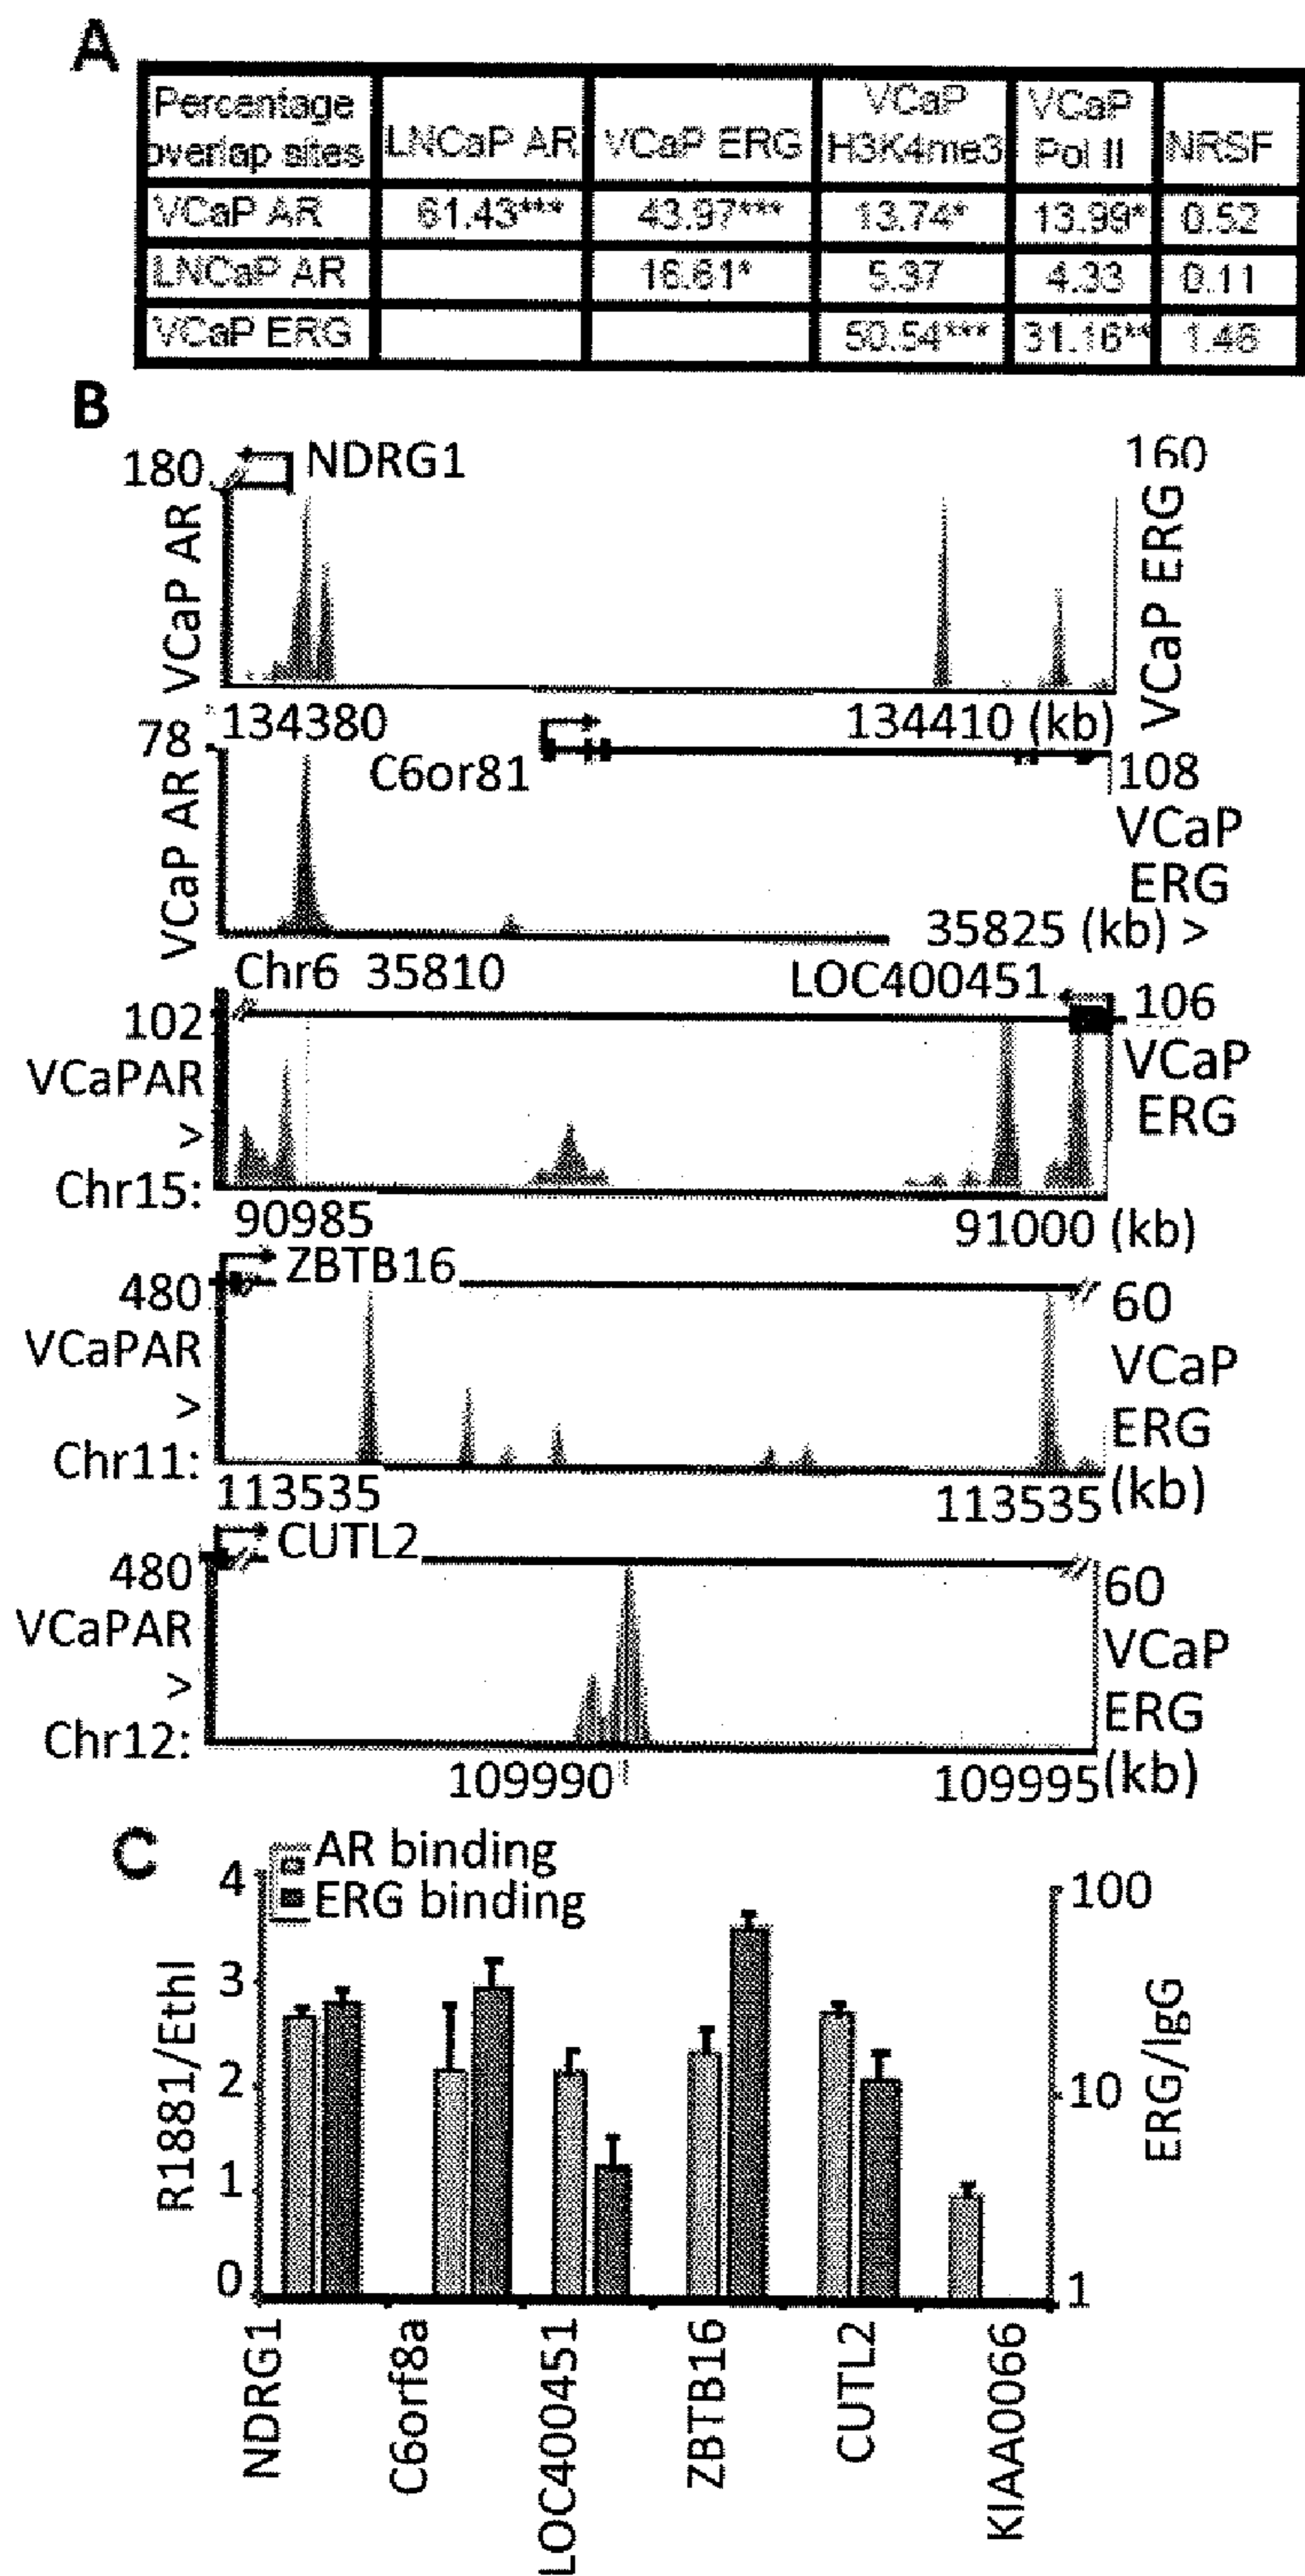 A
Percentage overlap sites LNCaP AR VCaP ERG VCaP H3K4me3 VCaP Pol II NRSF
VCaP AR 61.43*** 43.97*** 13.74* 13.99* 0.52
LNCaP AR 16.61* 5.37 4.33 0.11
VCaP ERG 50.54*** 31.16** 1.46
B
180 NDRG1 160
VCaP AR
VCaP ERG
134380 134410 (kb)
78 C6or81 108
VCaP AR
VCaP
ERG
35825 (kb) >
Chr6 35810
LOC400451
102 106
VCaPAR VCaP
> ERG
Chr15:
90985 91000 (kb)
ZBTB16
480 60
VCaPAR VCaP
> ERG
Chr11: (kb)
113535 113535
CUTL2
480 60
VCaPAR VCaP
> ERG
Chr12: (kb)
109990 109995
C
AR binding
ERG binding
4 100
3
2 10
1
0 1
R1881/Ethl
ERG/IgG
NDRG1
C6orf8a
LOC400451
ZBTB16
CUTL2
KIAA0066